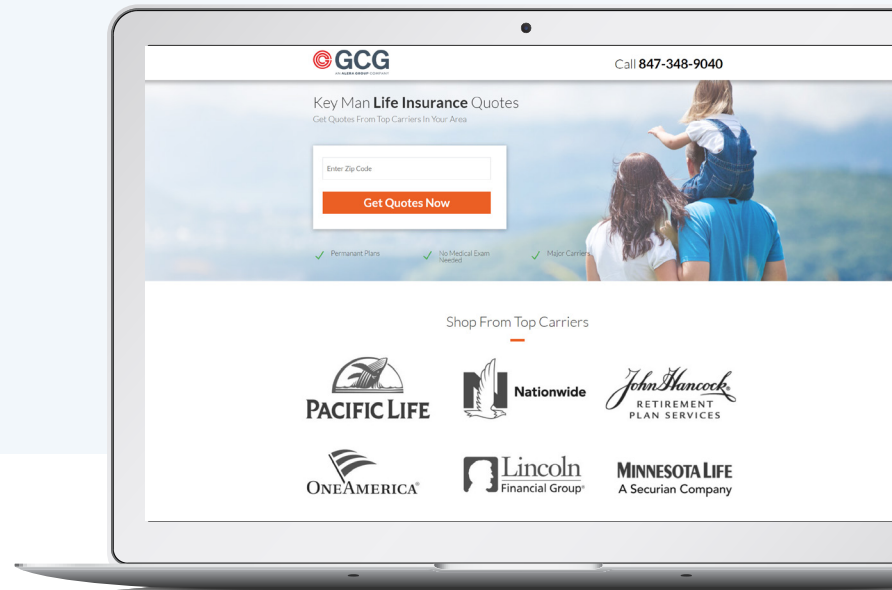 GCG
AN ALERA GROUP COMPANY
Call 847-348-9040
Key Man Life Insurance Quotes
Get Quotes From Top Carriers In Your Area
Enter Zip Code
Get Quotes Now
Permanant Plans
No Medical Exam
Needed
Major Carriers
Shop From Top Carriers
PACIFIC LIFE
Nationwide
John Hancock
RETIREMENT
PLAN SERVICES
ONEAMERICA®
Lincoln
Financial Group®
MINNESOTA LIFE
A Securian Company